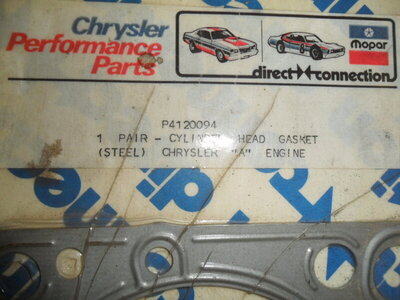 Chrysler
Performance
Parts
mopar
direct connection
P4120094
1 PAIR - CYLINDER HEAD GASKET
(STEEL) CHRYSLER "A" ENGINE